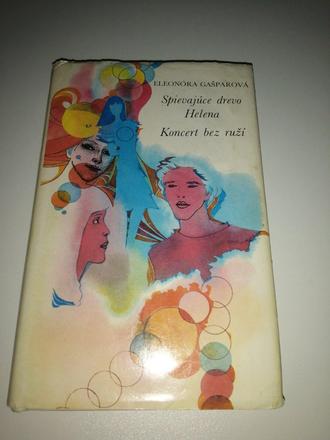 ELEONÓRA GAŠPAROVÁ
Spievajúce drevo
Helena
Koncert bez ruží